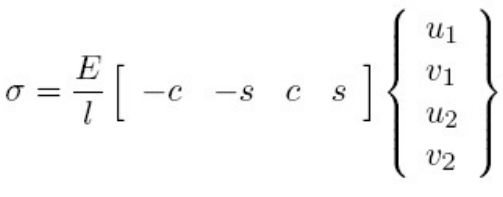 σ = E/l [ −c −s c s ] { u₁ v₁ u₂ v₂ }